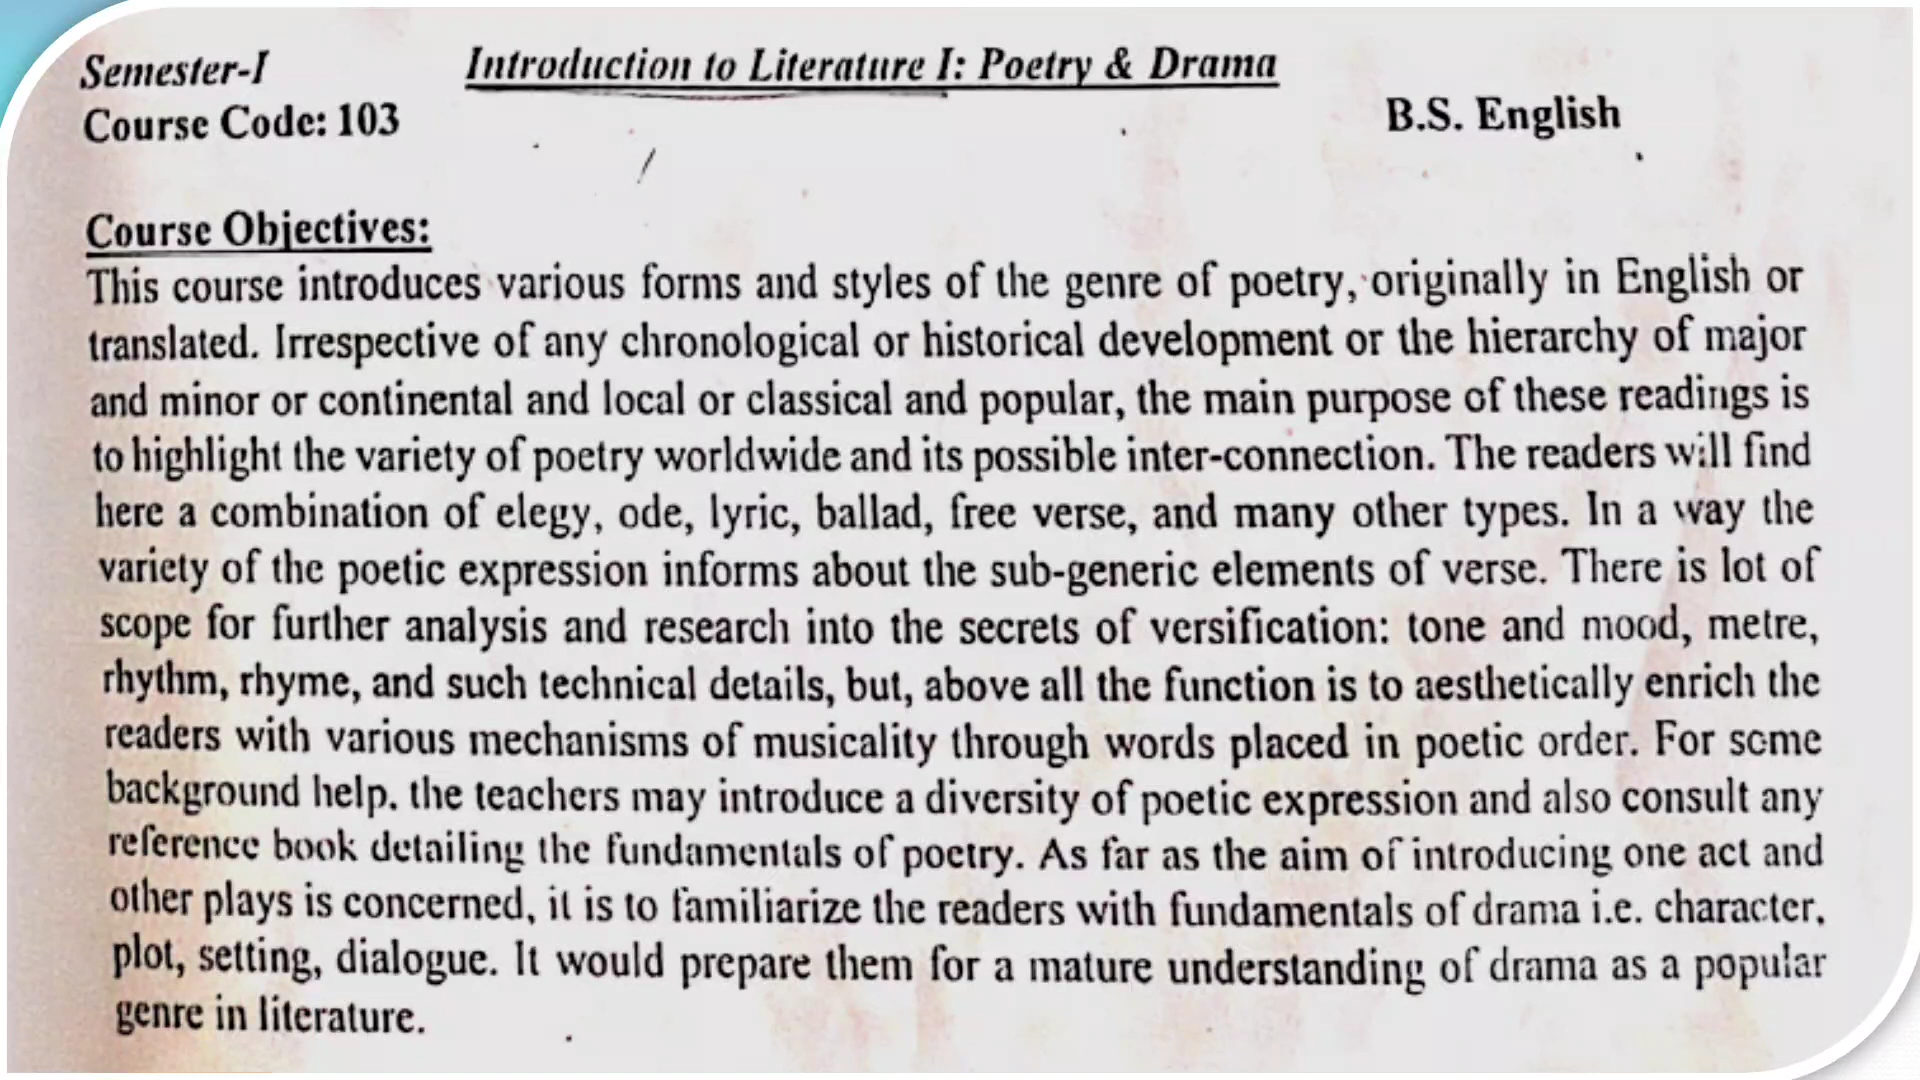 Semester-I
Introduction to Literature I: Poetry & Drama
Course Code: 103
B.S. English
Course Objectives:
This course introduces various forms and styles of the genre of poetry, originally in English or
translated. Irrespective of any chronological or historical development or the hierarchy of major
and minor or continental and local or classical and popular, the main purpose of these readings is
to highlight the variety of poetry worldwide and its possible inter-connection. The readers will find
here a combination of elegy, ode, lyric, ballad, free verse, and many other types. In a way the
variety of the poetic expression informs about the sub-generic elements of verse. There is lot of
scope for further analysis and research into the secrets of versification: tone and mood, metre,
rhythm, rhyme, and such technical details, but, above all the function is to aesthetically enrich the
readers with various mechanisms of musicality through words placed in poetic order. For some
background help, the teachers may introduce a diversity of poetic expression and also consult any
reference book detailing the fundamentals of poetry. As far as the aim of introducing one act and
other plays is concerned, it is to familiarize the readers with fundamentals of drama i.e. character,
plot, setting, dialogue. It would prepare them for a mature understanding of drama as a popular
genre in literature.